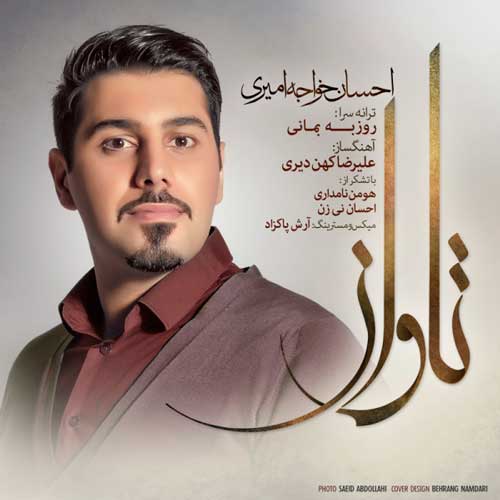 احسان خواجه امیری
ترانه سرا:
روزبه بمانی
آهنگساز:
علیرضا کهن دیری
با تشکر از:
هومن نامداری
احسان نی زن
میکس و مسترینگ: آرش پاکزاد
تاوان
PHOTO SAEID ABDOLLAHI COVER DESIGN BEHRANG NAMDARI